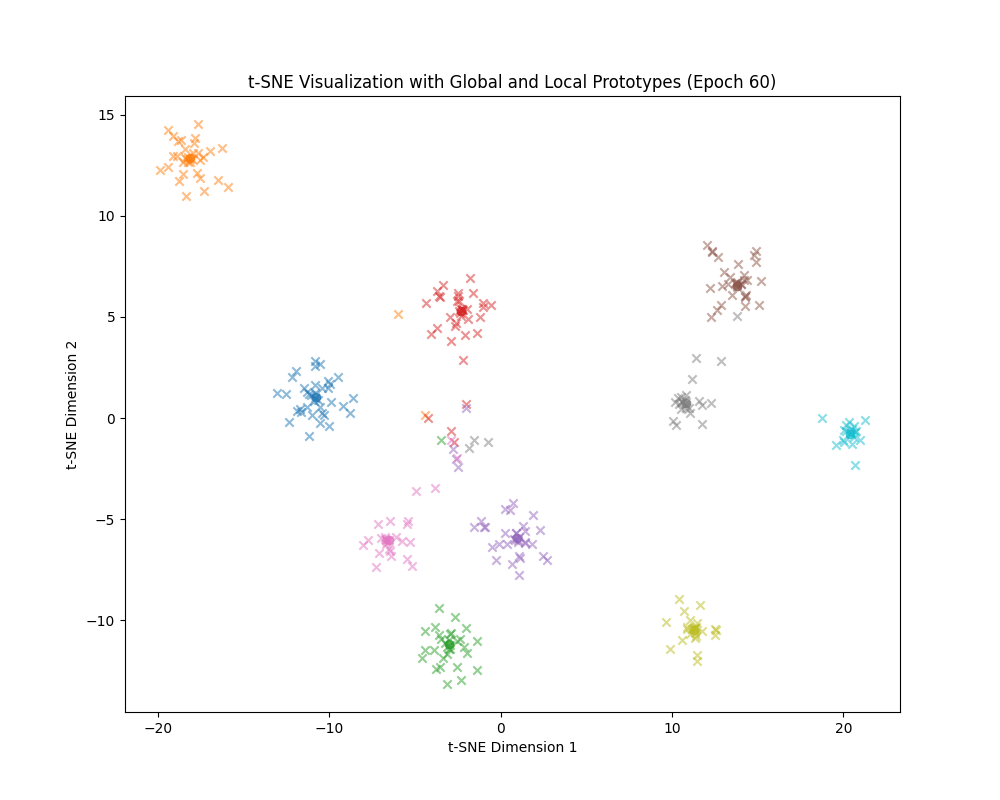 t-SNE Visualization with Global and Local Prototypes (Epoch 60)
15
10
5
0
−5
−10
t-SNE Dimension 2
−20 −10 0 10 20
t-SNE Dimension 1